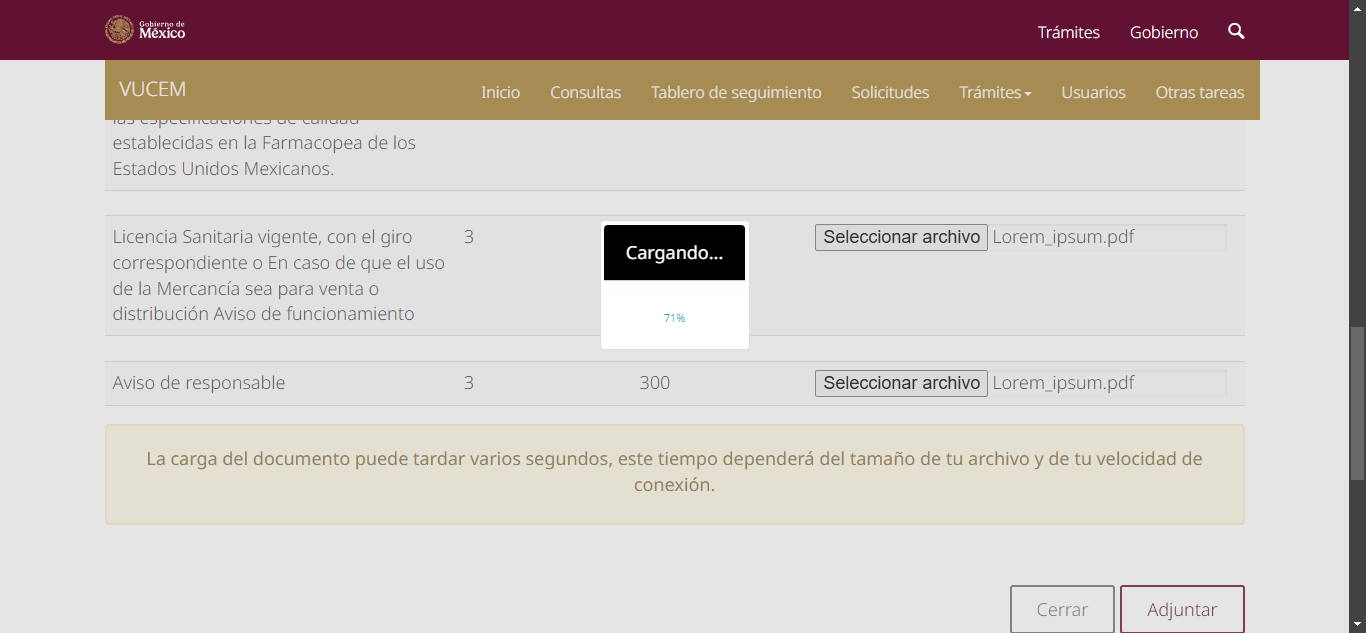 Gobierno de
México
Trámites
Gobierno
VUCEM
Inicio
Consultas
Tablero de seguimiento
Solicitudes
Trámites
Usuarios
Otras tareas
las especificaciones de calidad
establecidas en la Farmacopea de los
Estados Unidos Mexicanos.
Licencia Sanitaria vigente, con el giro
correspondiente o En caso de que el uso
de la Mercancía sea para venta o
distribución Aviso de funcionamiento
3
Cargando...
71%
Seleccionar archivo
Lorem_ipsum.pdf
Aviso de responsable
3
300
Seleccionar archivo
Lorem_ipsum.pdf
La carga del documento puede tardar varios segundos, este tiempo dependerá del tamaño de tu archivo y de tu velocidad de
conexión.
Cerrar
Adjuntar